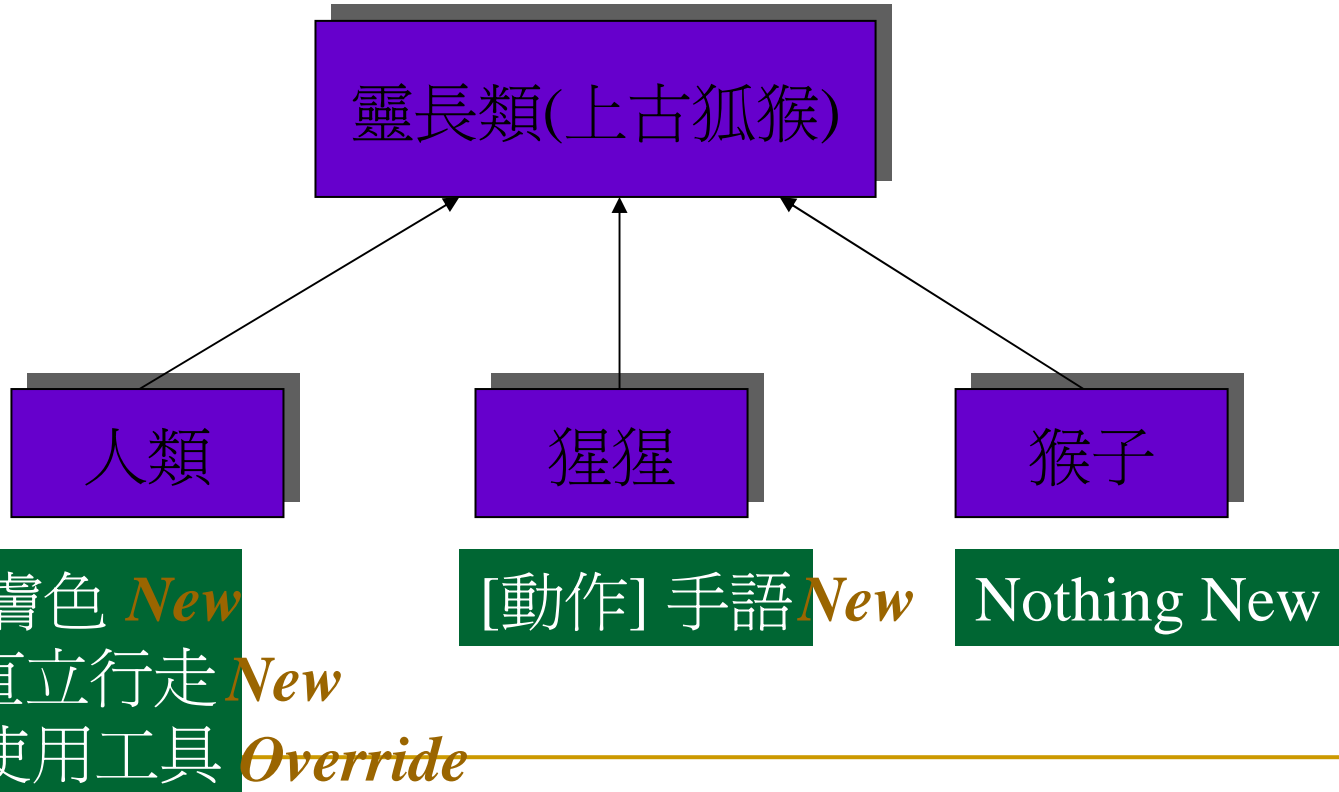 靈長類(上古狐猴)
人類
猩猩
猴子
膚色 New
直立行走 New
使用工具 Override
[動作] 手語 New
Nothing New